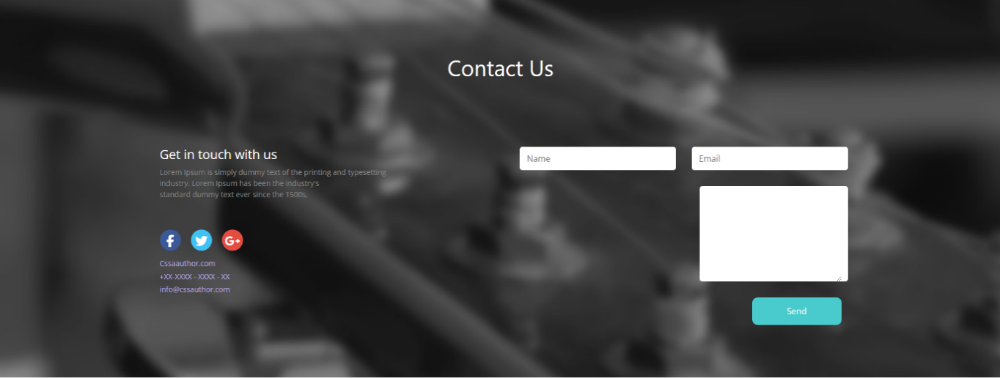 Contact Us
Get in touch with us
Lorem Ipsum is simply dummy text of the printing and typesetting
industry. Lorem Ipsum has been the industry's
standard dummy text ever since the 1500s,
Name
Email
f
G+
Cssaauthor.com
+XX-XXXX - XXXX - XX
info@cssauthor.com
Send